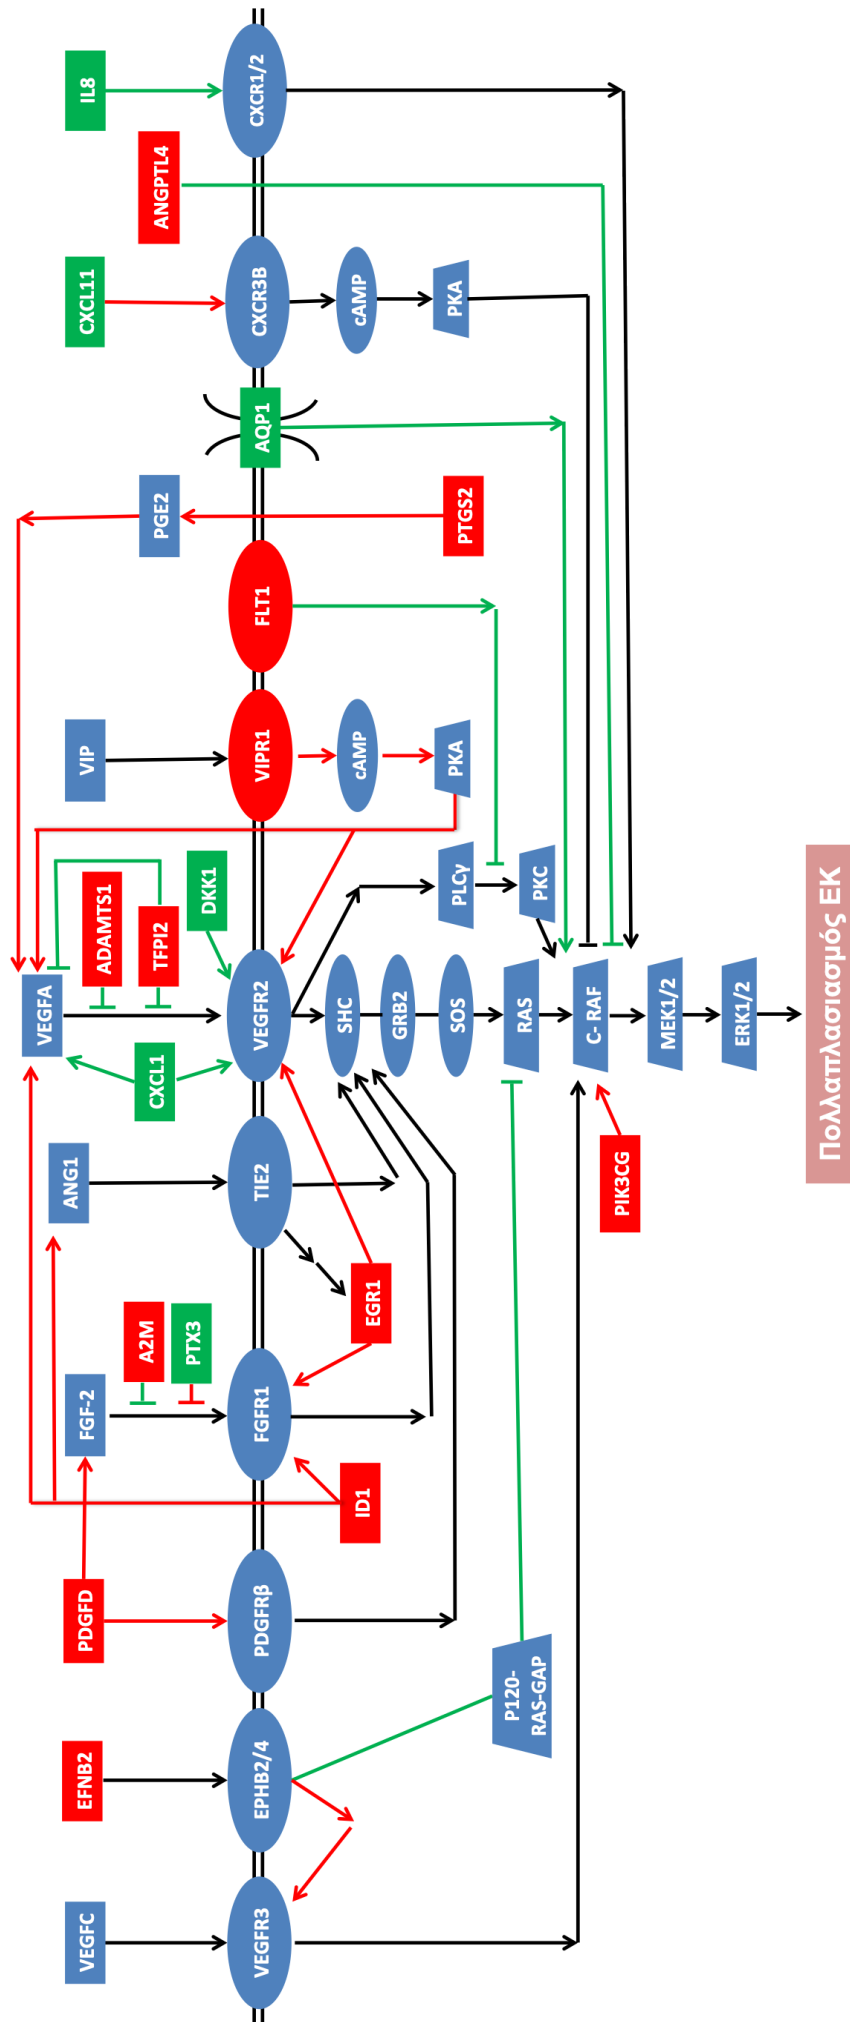 IL8
CXCR1/2
ANGPTL4
CXCL11
CXCR3B
cAMP
PKA
AQP1
PGE2
PTGS2
FLT1
VIP
VIPR1
cAMP
PKA
VEGFA
ADAMTS1
TFPI2
DKK1
CXCL1
VEGFR2
PLCγ
PKC
SHC
GRB2
SOS
RAS
C- RAF
MEK1/2
ERK1/2
Πολλαπλασιασμός ΕΚ
ANG1
TIE2
EGR1
PIK3CG
FGF-2
A2M
PTX3
FGFR1
ID1
PDGFD
PDGFRβ
EFNB2
EPHB2/4
P120-
RAS-GAP
VEGFC
VEGFR3